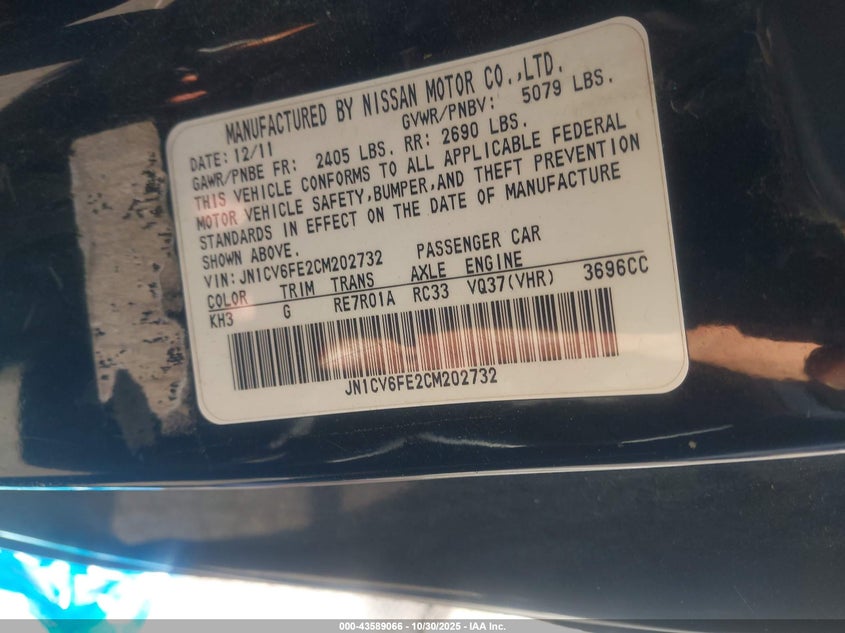 MANUFACTURED BY NISSAN MOTOR CO.,LTD.
DATE: 12/11 GVWR/PNBV: 5079 LBS.
GAWR/PNBE FR: 2405 LBS. RR: 2690 LBS.
THIS VEHICLE CONFORMS TO ALL APPLICABLE FEDERAL
MOTOR VEHICLE SAFETY,BUMPER,AND THEFT PREVENTION
STANDARDS IN EFFECT ON THE DATE OF MANUFACTURE
SHOWN ABOVE.
VIN: JN1CV6FE2CM202732 PASSENGER CAR
COLOR TRIM TRANS AXLE ENGINE
KH3 G RE7R01A RC33 VQ37(VHR) 3696CC
JN1CV6FE2CM202732
000-43589066 - 10/30/2025 - IAA Inc.